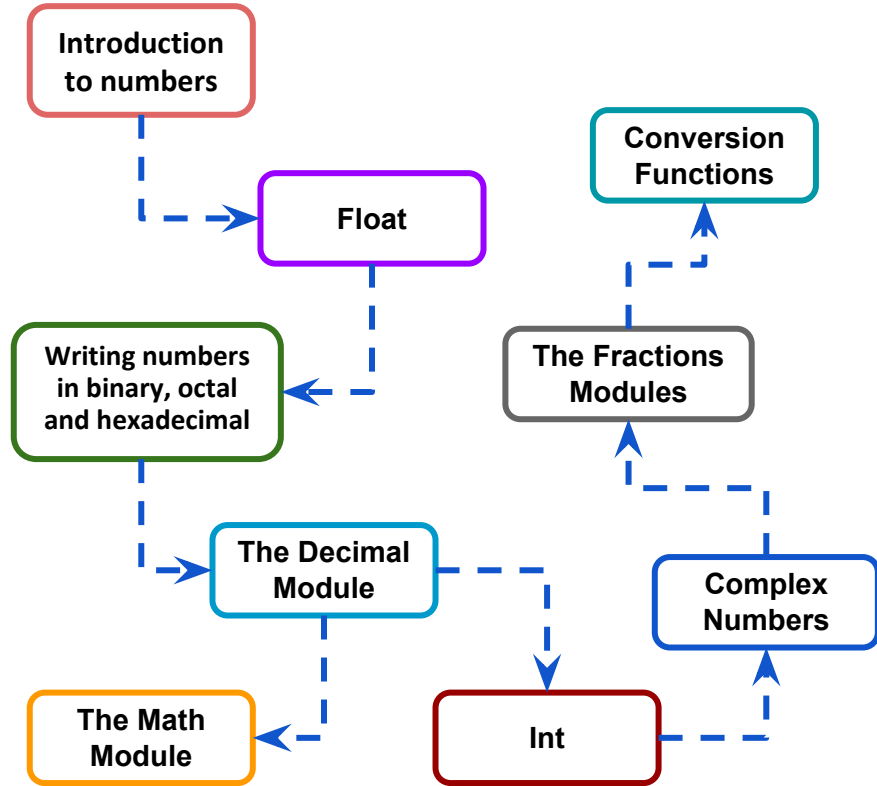 Introduction
to numbers
Float
Writing numbers
in binary, octal
and hexadecimal
The Decimal
Module
The Math
Module
Int
Complex
Numbers
The Fractions
Modules
Conversion
Functions